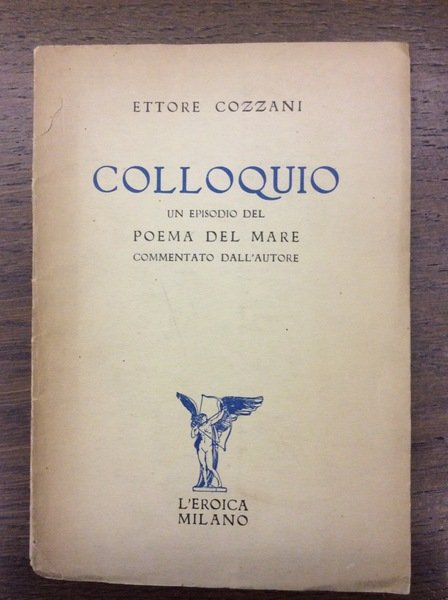 ETTORE COZZANI
COLLOQUIO
UN EPISODIO DEL
POEMA DEL MARE
COMMENTATO DALL'AUTORE
L'EROICA
MILANO